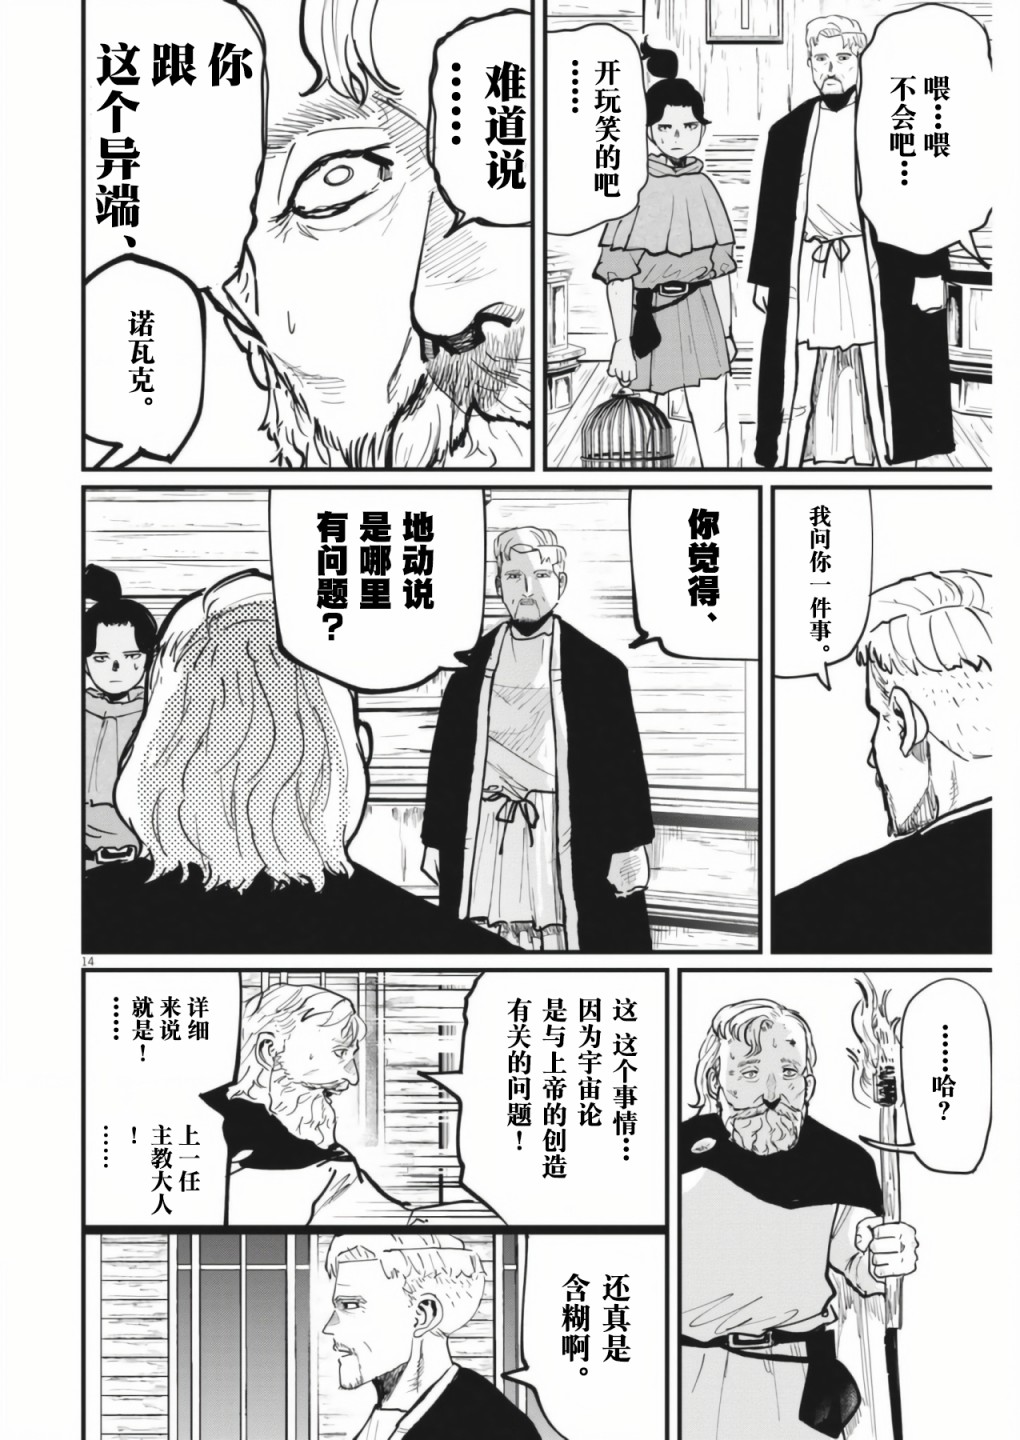 喂…喂
不会吧…
开玩笑的吧
……
难道说
……
你
跟
这个异端、
诺瓦克。
我问你一件事。
你觉得、
地动说
是哪里
有问题？
14
……哈？
这 这个事情…
因为宇宙论
是与上帝的创造
有关的问题！
详细
来说
就是！
……
上一任
主教大人
！
……
还真是
含糊啊。